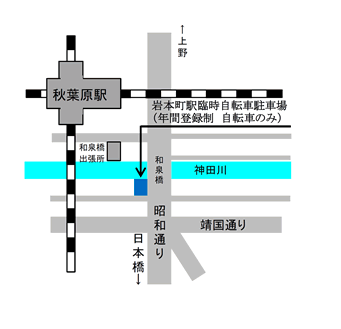 ↑上野
秋葉原駅
岩本町駅臨時自転車駐車場
（年間登録制 自転車のみ）
和泉橋
出張所
和泉橋
神田川
昭和通り
靖国通り
日本橋↓